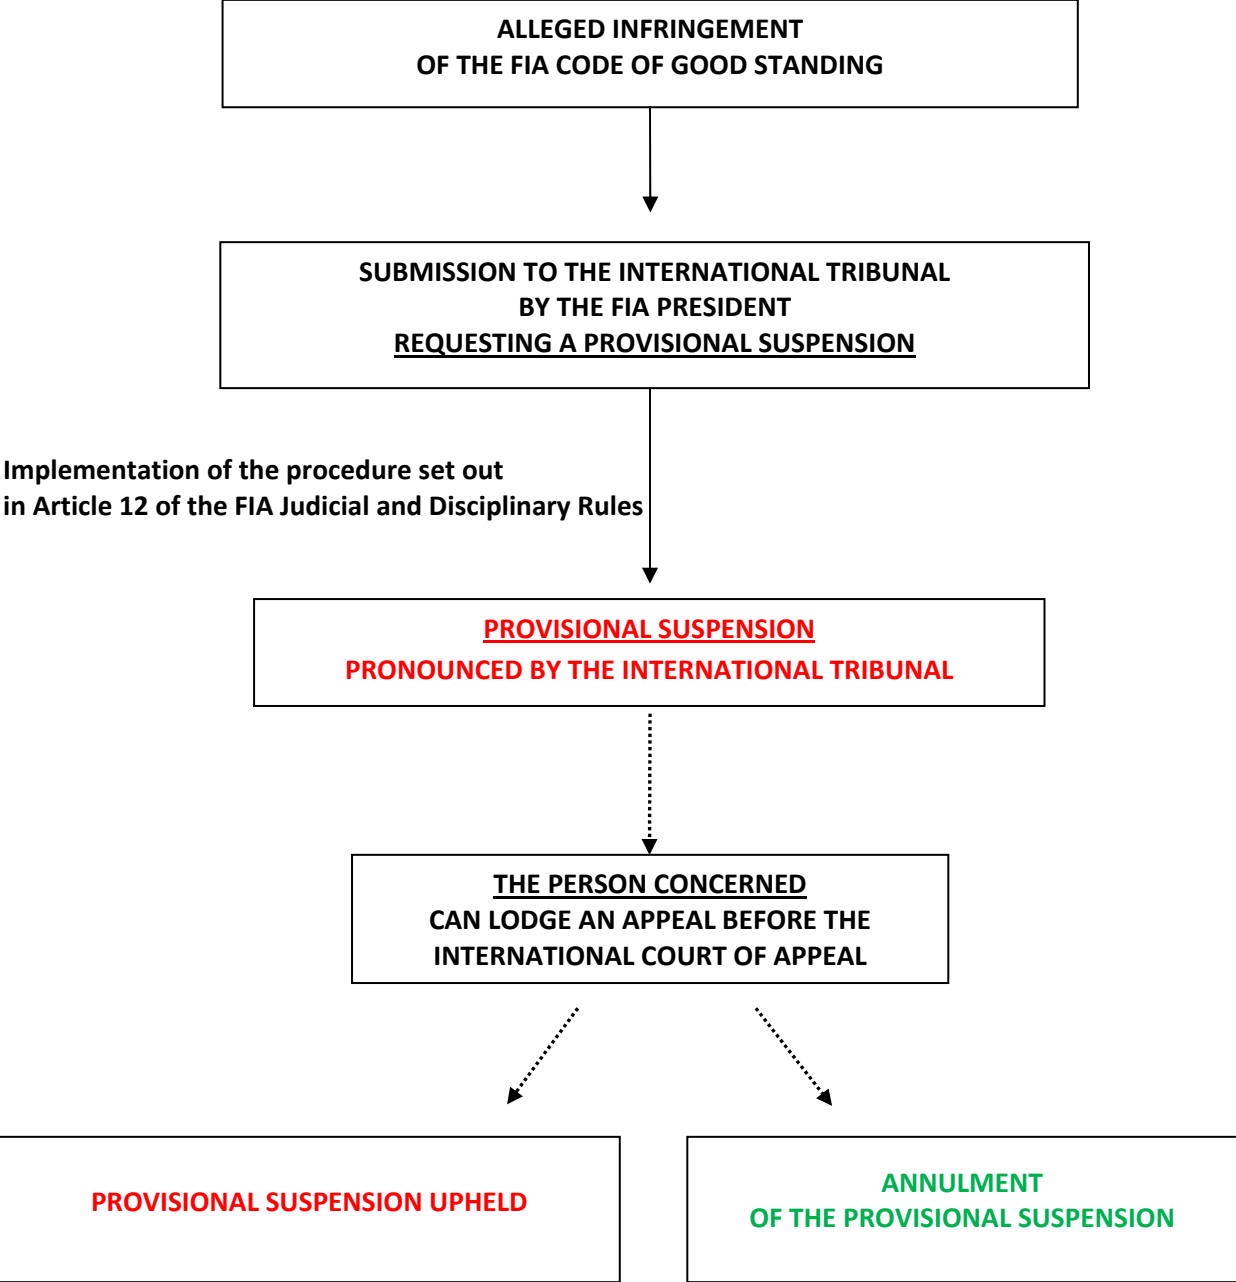 ALLEGED INFRINGEMENT
OF THE FIA CODE OF GOOD STANDING
SUBMISSION TO THE INTERNATIONAL TRIBUNAL
BY THE FIA PRESIDENT
REQUESTING A PROVISIONAL SUSPENSION
Implementation of the procedure set out
in Article 12 of the FIA Judicial and Disciplinary Rules
PROVISIONAL SUSPENSION
PRONOUNCED BY THE INTERNATIONAL TRIBUNAL
THE PERSON CONCERNED
CAN LODGE AN APPEAL BEFORE THE
INTERNATIONAL COURT OF APPEAL
PROVISIONAL SUSPENSION UPHELD
ANNULMENT
OF THE PROVISIONAL SUSPENSION